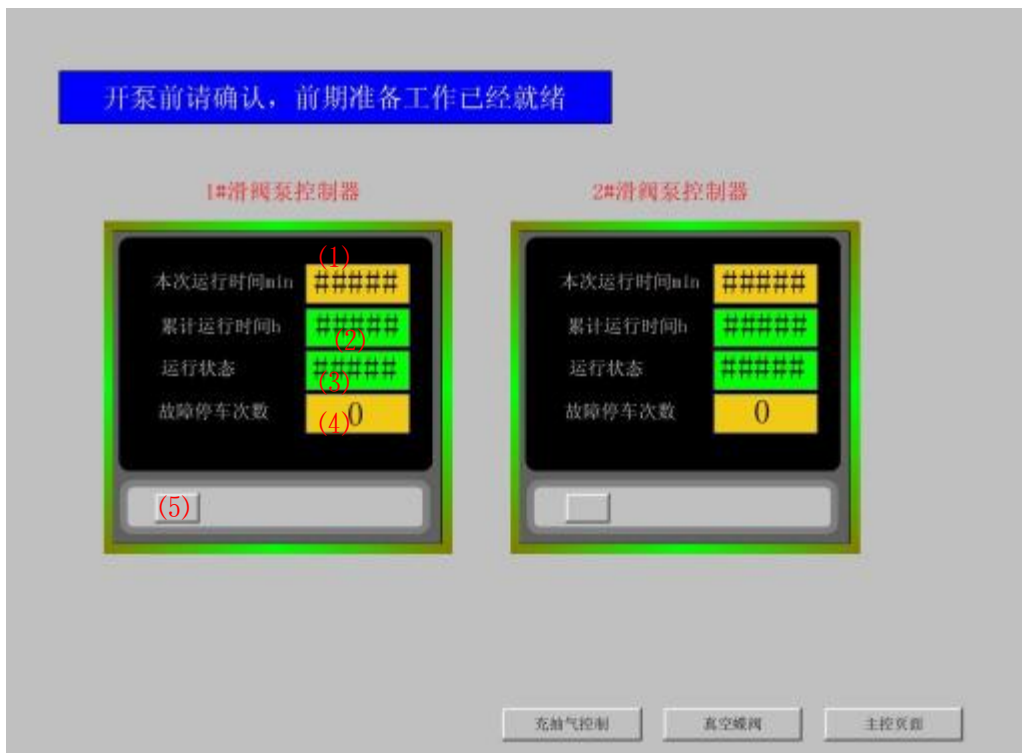 开泵前请确认，前期准备工作已经就绪
1#滑阀泵控制器
2#滑阀泵控制器
(1)
本次运行时间min #####
累计运行时间h #####
(2)
运行状态 #####
(3)
故障停车次数 0
(4)
(5)
本次运行时间min #####
累计运行时间h #####
运行状态 #####
故障停车次数 0
充抽气控制
真空蝶阀
主控页面